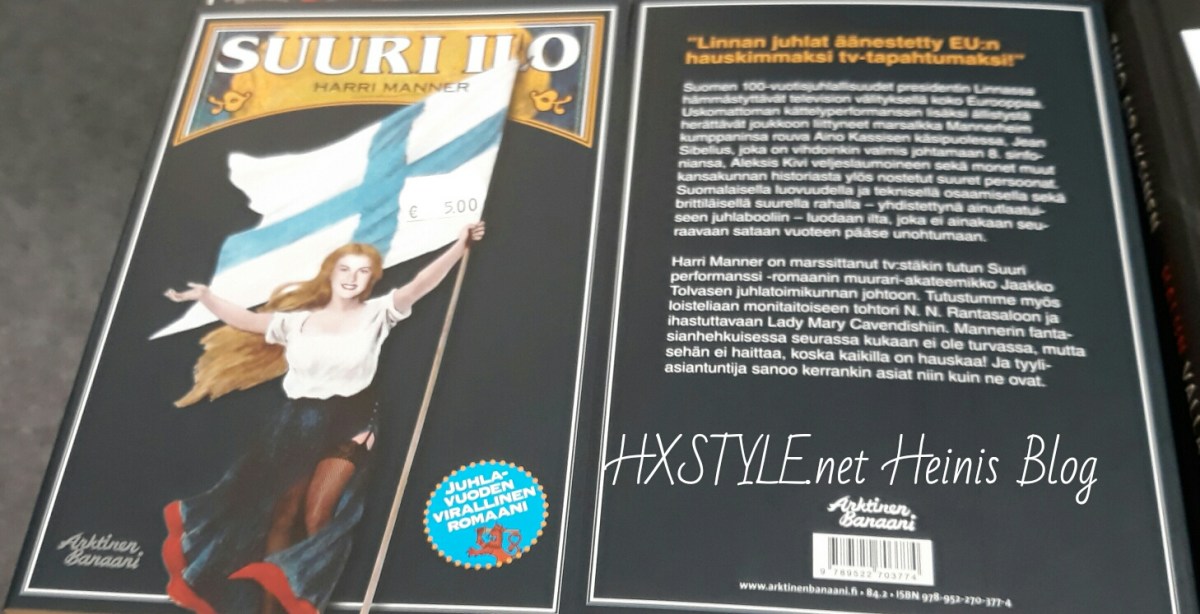 SUURI ILO
HARRI MANNER
€ 5.00
JUHLA-
VUODEN
VIRALLINEN
ROMAANI
Arktinen
Banaani
"Linnan juhlat äänestetty EU:n
hauskimmaksi tv-tapahtumaksi!"
Suomen 100-vuotisjuhlallisuudet presidentin Linnassa
hämmästyttävät television välityksellä koko Eurooppaa.
Uskomattoman kättelyperformanssin lisäksi ällistystä
herättävät joukkoon liittyneet marsalkka Mannerheim
kumppaninsa rouva Aino Kassisen käsipuolessa, Jean
Sibelius, joka on vihdoinkin valmis johtamaan 8. sinfo-
niansa, Aleksis Kivi veljeslaumoineen sekä monet muut
kansakunnan historiasta ylös nostetut suuret persoonat.
Suomalaisella luovuudella ja teknisellä osaamisella sekä
brittiläisellä suurella rahalla – yhdistettynä ainutlaatui-
seen juhlabooliin – luodaan ilta, joka ei ainakaan seu-
raavaan sataan vuoteen pääse unohtumaan.
Harri Manner on marssittanut tv:stäkin tutun Suuri
performanssi -romaanin muurari-akateemikko Jaakko
Tolvasen juhlatoimikunnan johtoon. Tutustumme myös
loisteliaan monitaitoiseen tohtori N. N. Rantasaloon ja
ihastuttavaan Lady Mary Cavendishiin. Mannerin fanta-
sianhehkuisessa seurassa kukaan ei ole turvassa, mutta
sehän ei haittaa, koska kaikilla on hauskaa! Ja tyyli-
asiantuntija sanoo kerrankin asiat niin kuin ne ovat.
HXSTYLE.net Heinis Blog
Arktinen
Banaani
9 789522 703774
www.arktinenbanaani.fi • 84.2 • ISBN 978-952-270-377-4